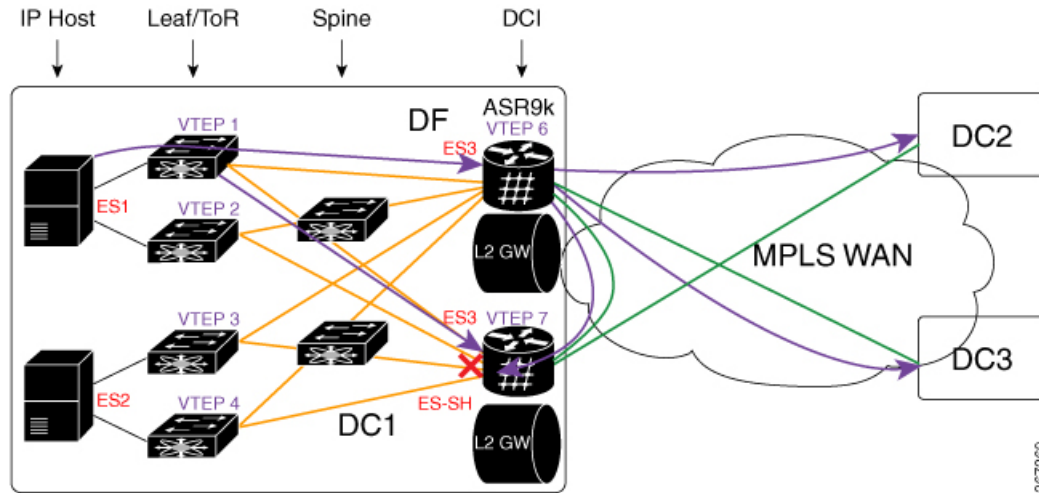 IP Host
Leaf/ToR
Spine
DCI
DF
ASR9k
VTEP 6
VTEP 1
ES3
ES1
VTEP 2
L2 GW
DC2
MPLS WAN
VTEP 3
ES3
VTEP 7
ES2
VTEP 4
ES-SH
DC1
L2 GW
DC3